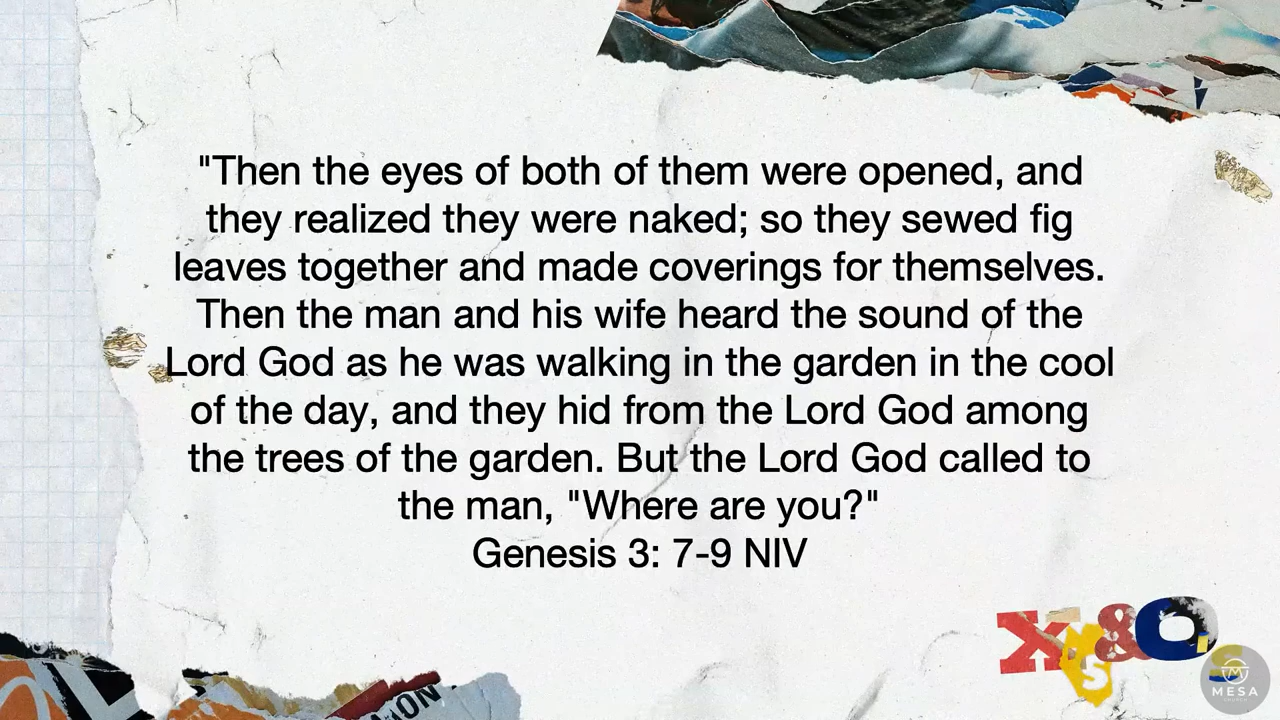 "Then the eyes of both of them were opened, and
they realized they were naked; so they sewed fig
leaves together and made coverings for themselves.
Then the man and his wife heard the sound of the
Lord God as he was walking in the garden in the cool
of the day, and they hid from the Lord God among
the trees of the garden. But the Lord God called to
the man, "Where are you?"
Genesis 3: 7-9 NIV
X's & O's
MESA
CHURCH